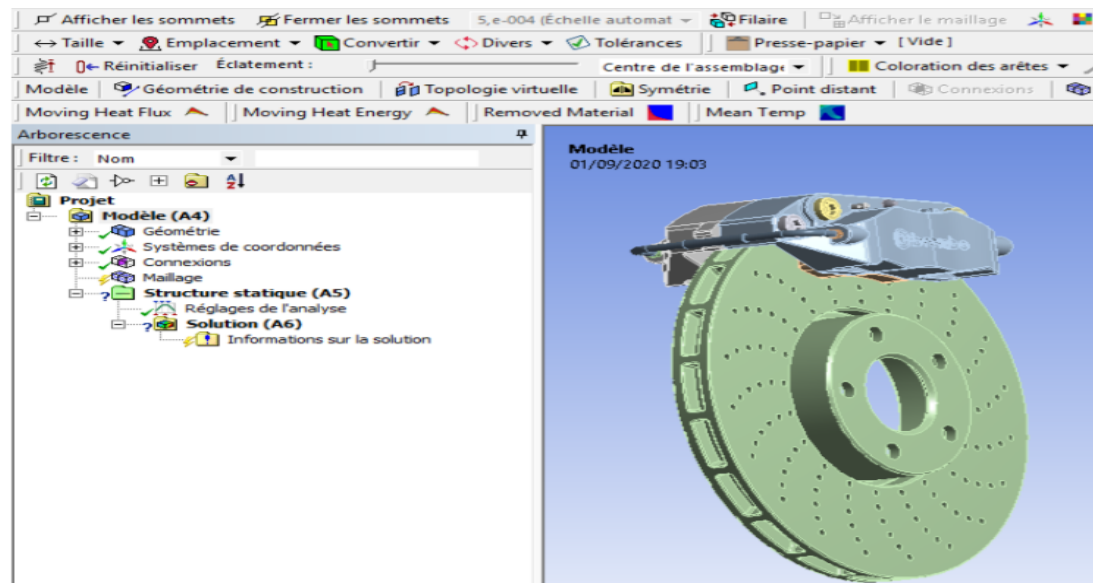 Afficher les sommets Fermer les sommets 5,e-004 (Échelle automat Filaire Afficher le maillage
Taille Emplacement Convertir Divers Tolérances Presse-papier [Vide]
Réinitialiser Éclatement : Centre de l'assemblage Coloration des arêtes
Modèle Géométrie de construction Topologie virtuelle Symétrie Point distant Connexions
Moving Heat Flux Moving Heat Energy Removed Material Mean Temp
Arborescence
Filtre : Nom
Projet
Modèle (A4)
Géométrie
Systèmes de coordonnées
Connexions
Maillage
Structure statique (A5)
Réglages de l'analyse
Solution (A6)
Informations sur la solution
Modèle
01/09/2020 19:03